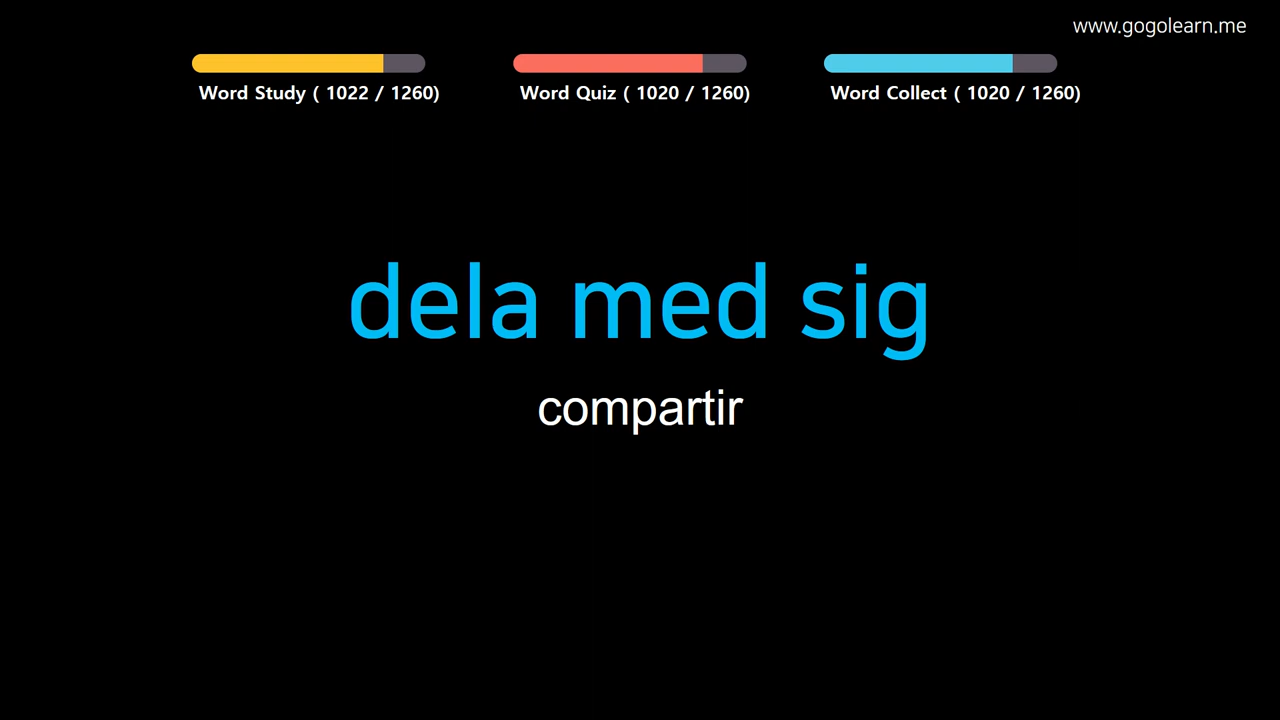 www.gogolearn.me
Word Study ( 1022 / 1260)
Word Quiz ( 1020 / 1260)
Word Collect ( 1020 / 1260)
dela med sig
compartir